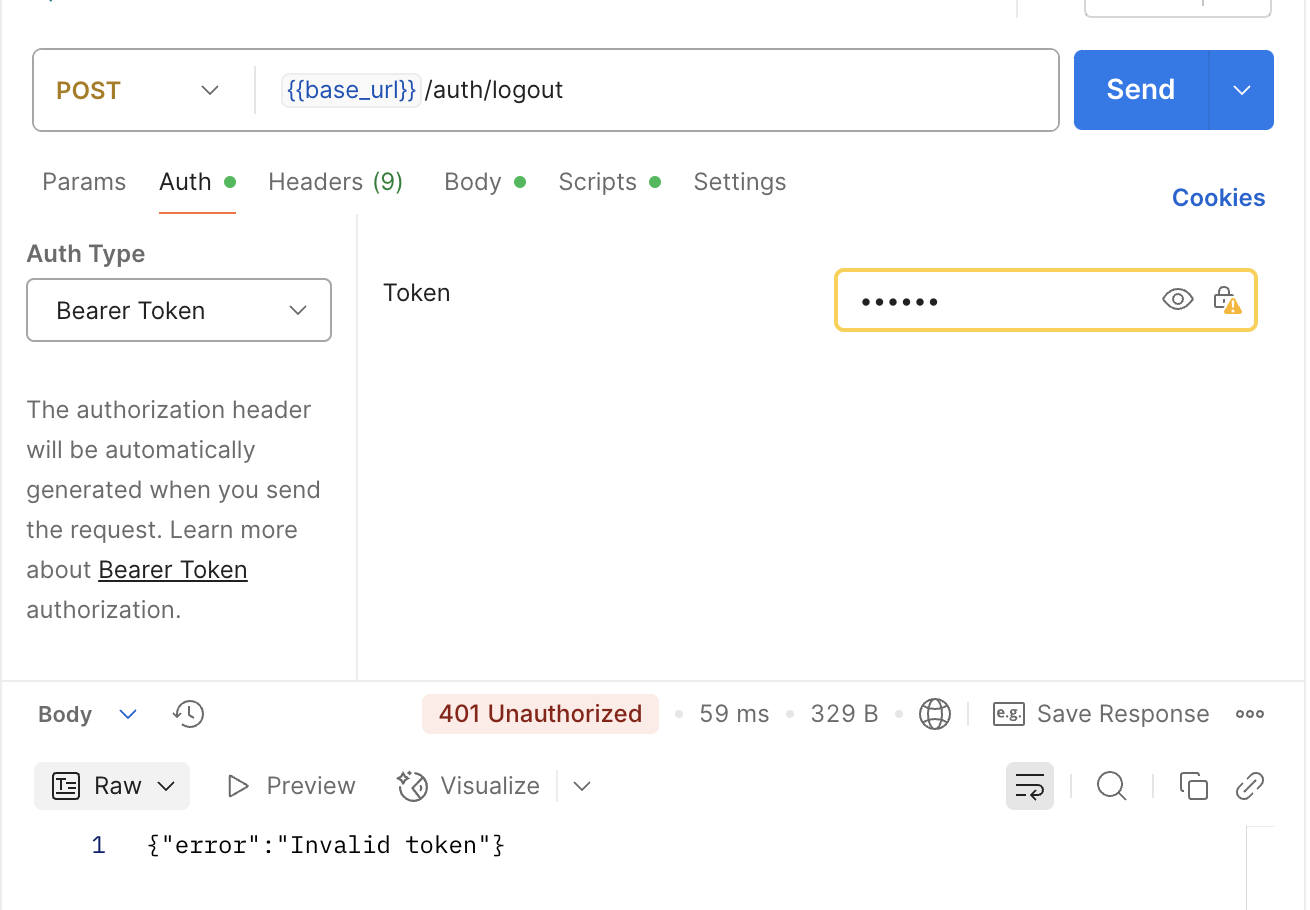 POST {{base_url}}/auth/logout Send
Params Auth Headers (9) Body Scripts Settings
Cookies
Auth Type
Bearer Token
Token ••••••
The authorization header
will be automatically
generated when you send
the request. Learn more
about Bearer Token
authorization.
Body 401 Unauthorized • 59 ms • 329 B • e.g. Save Response
Raw Preview Visualize
1 {"error":"Invalid token"}